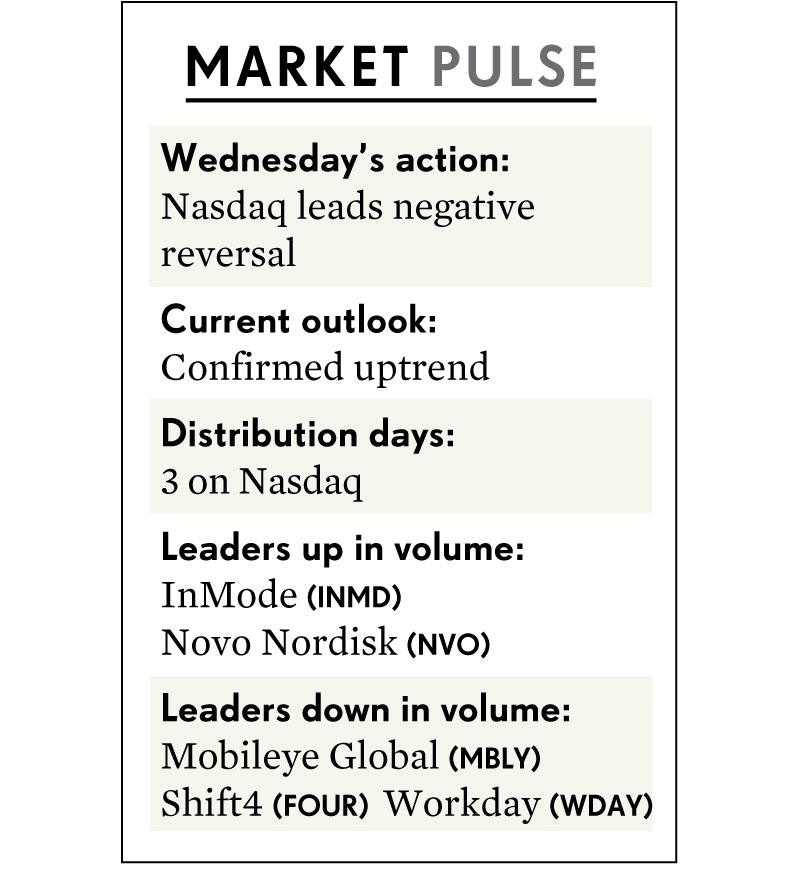 MARKET PULSE
Wednesday’s action:
Nasdaq leads negative
reversal
Current outlook:
Confirmed uptrend
Distribution days:
3 on Nasdaq
Leaders up in volume:
InMode (INMD)
Novo Nordisk (NVO)
Leaders down in volume:
Mobileye Global (MBLY)
Shift4 (FOUR) Workday (WDAY)